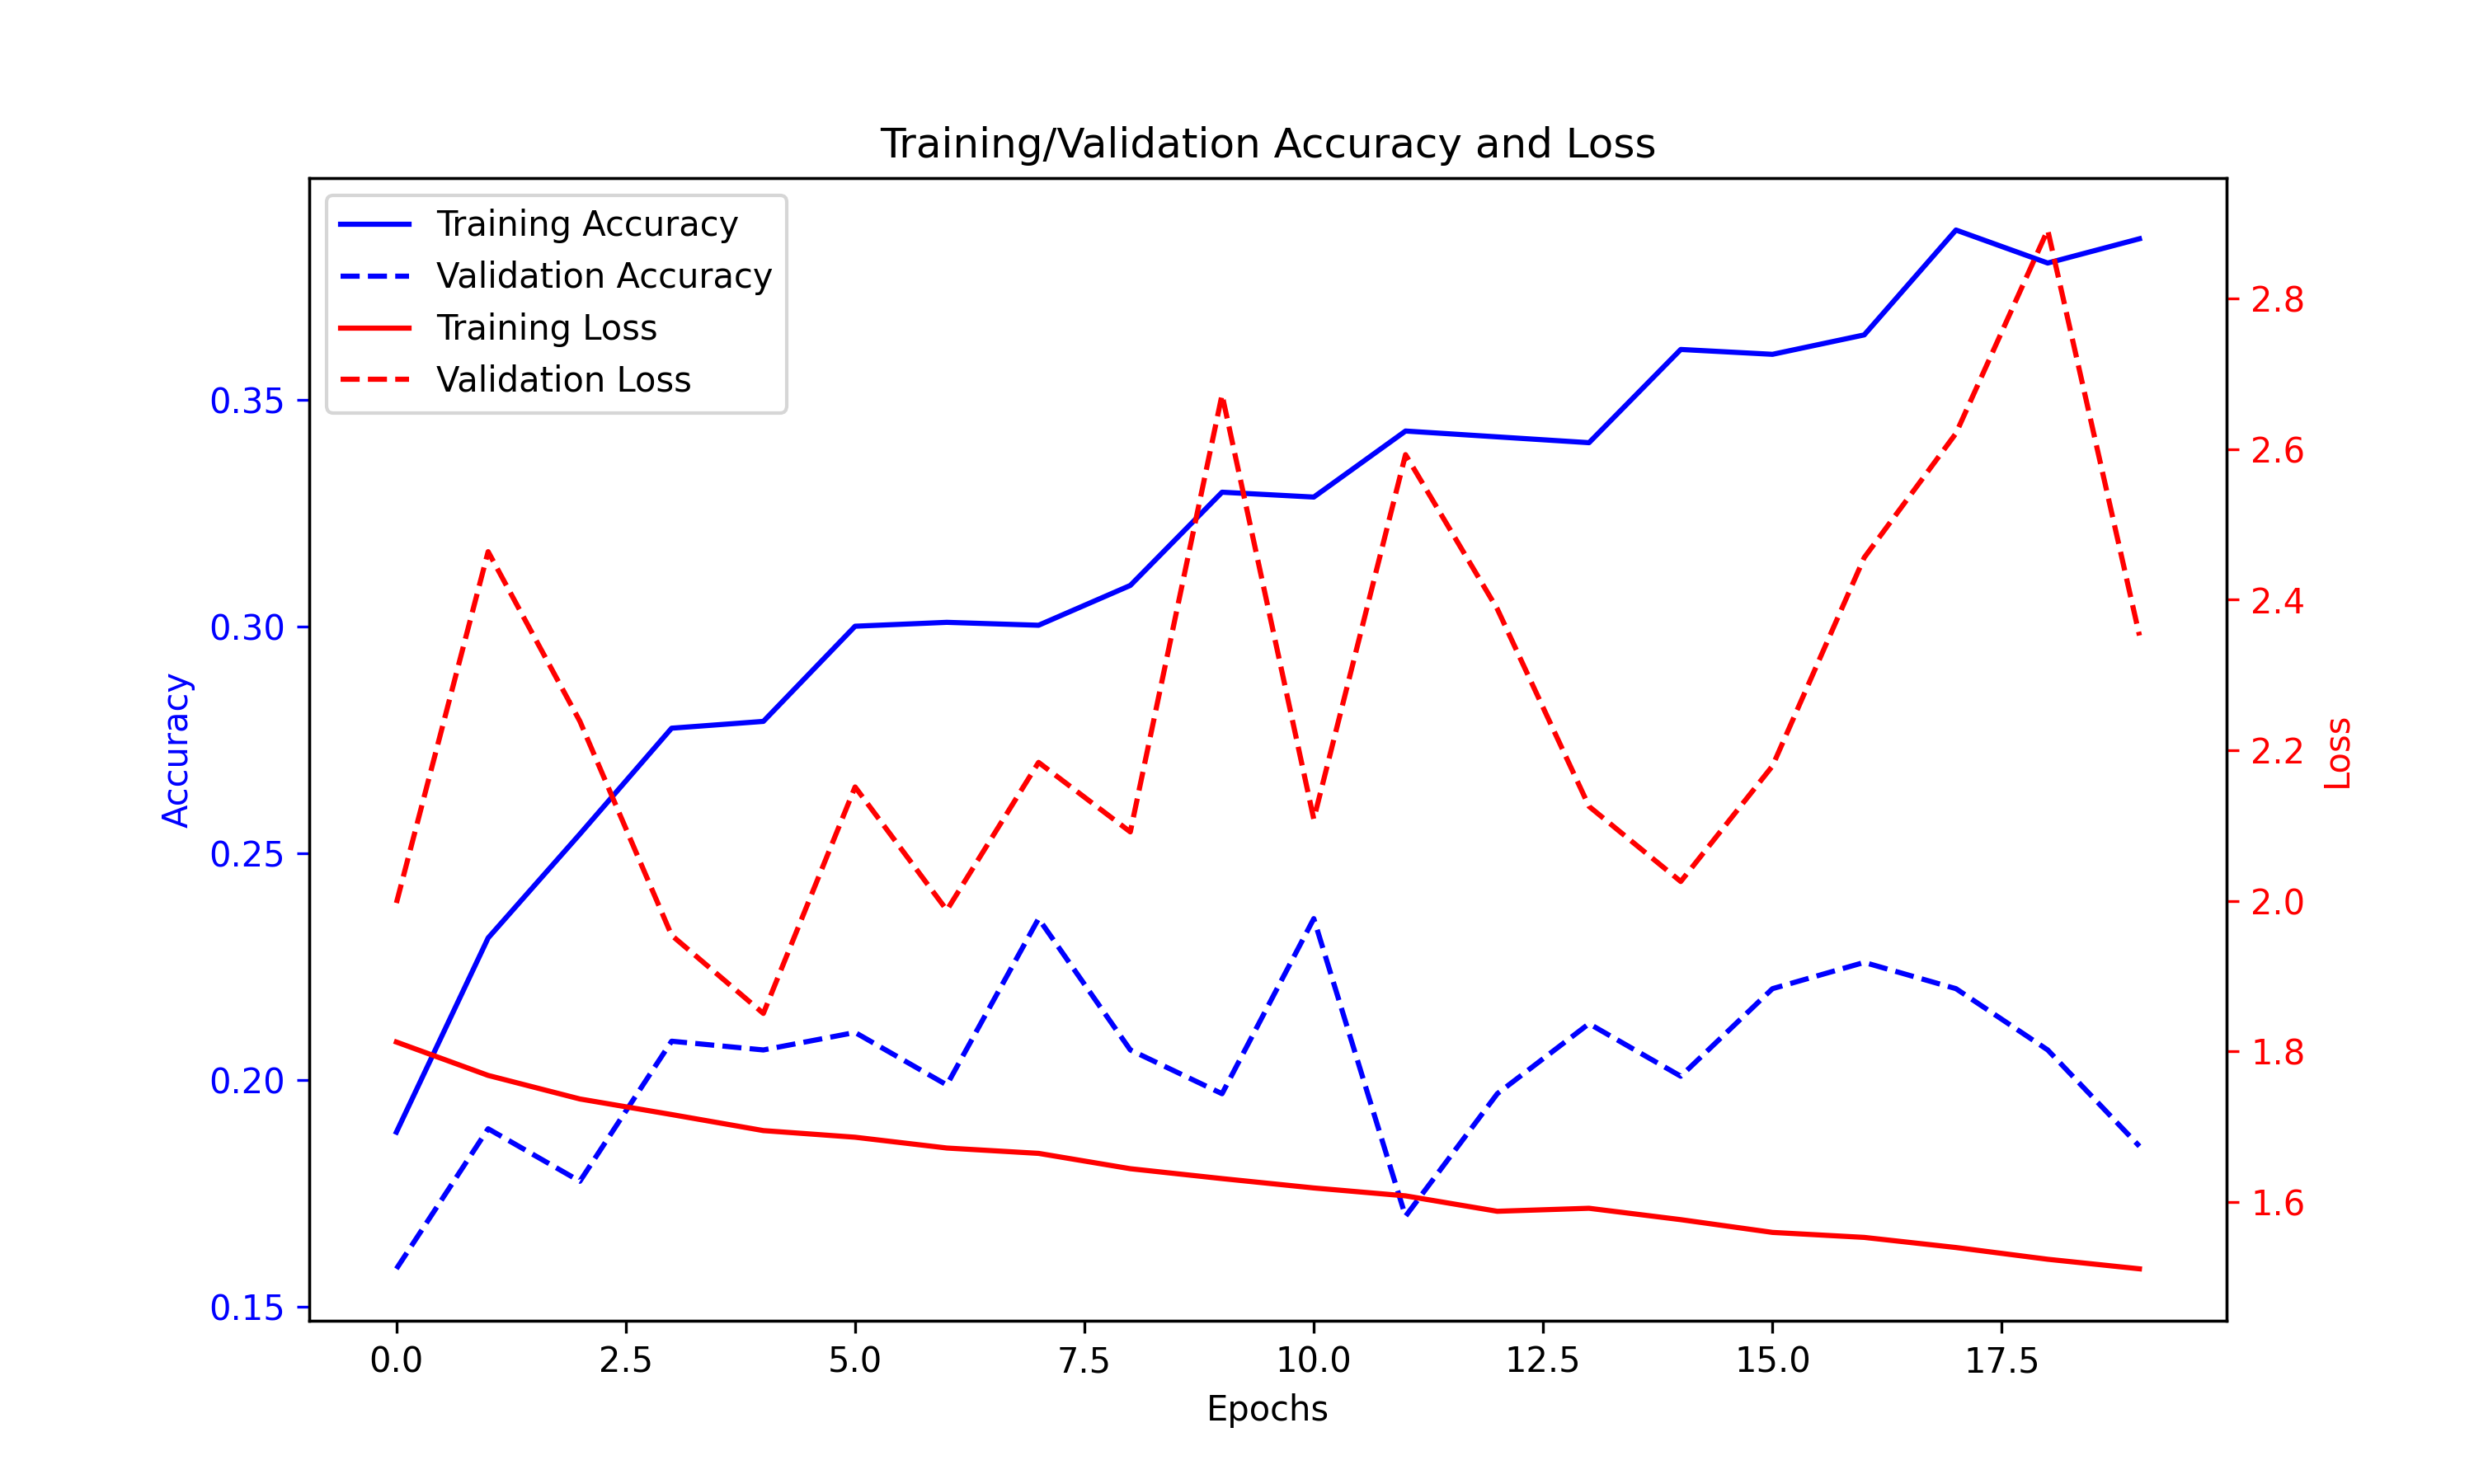 Training/Validation Accuracy and Loss
Training Accuracy
Validation Accuracy
Training Loss
Validation Loss
Accuracy
0.35
0.30
0.25
0.20
0.15
2.8
2.6
2.4
2.2
2.0
1.8
1.6
Loss
0.0 2.5 5.0 7.5 10.0 12.5 15.0 17.5
Epochs